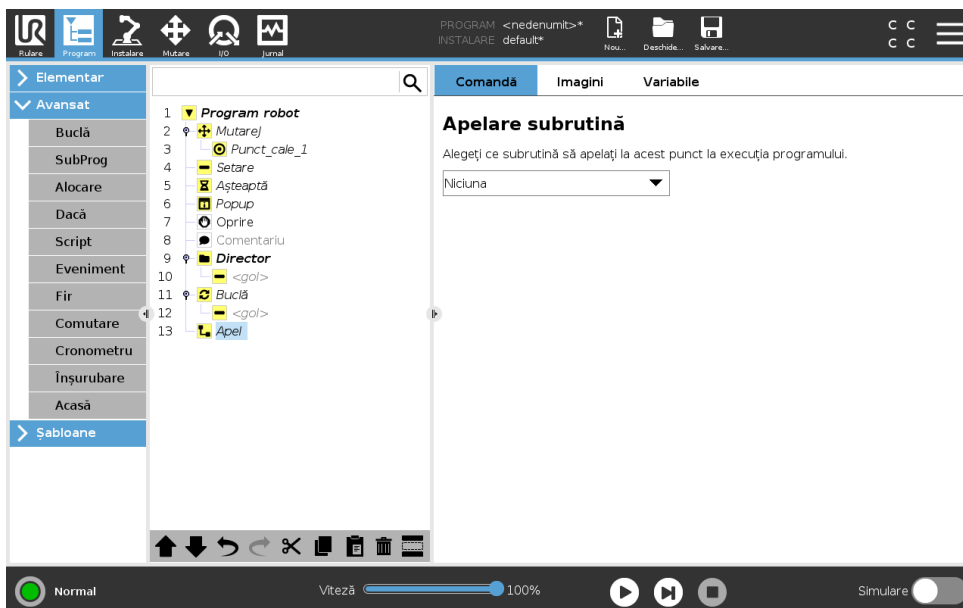 PROGRAM <nedenumit>*
INSTALARE default*
Rulare
Program
Instalare
Mutare
I/O
Jurnal
Nou...
Deschide...
Salvare...
C C
C C
Elementar
Avansat
Buclă
SubProg
Alocare
Dacă
Script
Eveniment
Fir
Comutare
Cronometru
Înșurubare
Acasă
Șabloane
1 Program robot
2 MutareJ
3 Punct_cale_1
4 Setare
5 Așteaptă
6 Popup
7 Oprire
8 Comentariu
9 Director
10 <gol>
11 Buclă
12 <gol>
13 Apel
Comandă
Imagini
Variabile
Apelare subrutină
Alegeți ce subrutină să apelați la acest punct la execuția programului.
Niciuna
Normal
Viteză
100%
Simulare